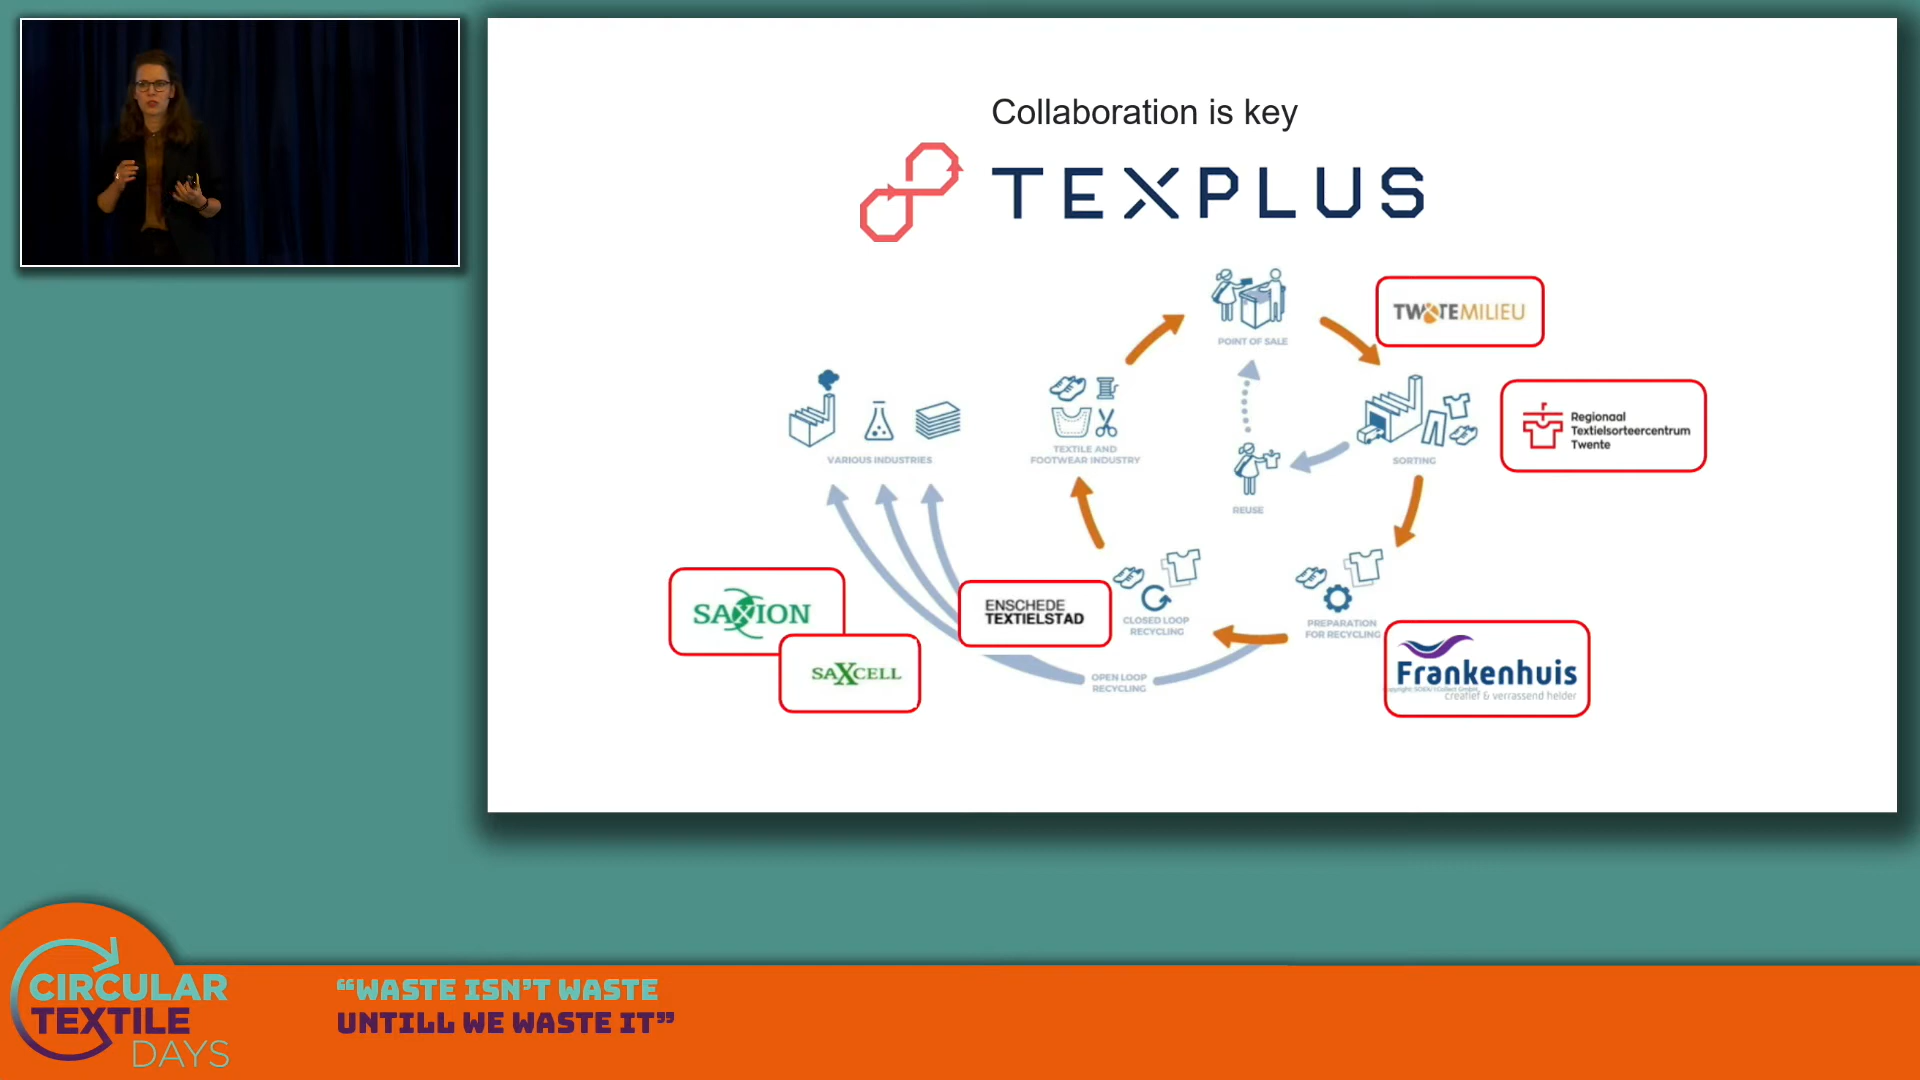 Collaboration is key
TEXPLUS
POINT OF SALE
TWENTEMILIEU
VARIOUS INDUSTRIES
TEXTILE AND
FOOTWEAR INDUSTRY
SORTING
Regionaal
Textielsorteercentrum
Twente
REUSE
SAXION
SAXCELL
ENSCHEDE
TEXTIELSTAD
CLOSED LOOP
RECYCLING
PREPARATION
FOR RECYCLING
OPEN LOOP
RECYCLING
Frankenhuis
creatief & verrassend helder
CIRCULAR
TEXTILE
DAYS
“WASTE ISN’T WASTE
UNTILL WE WASTE IT”